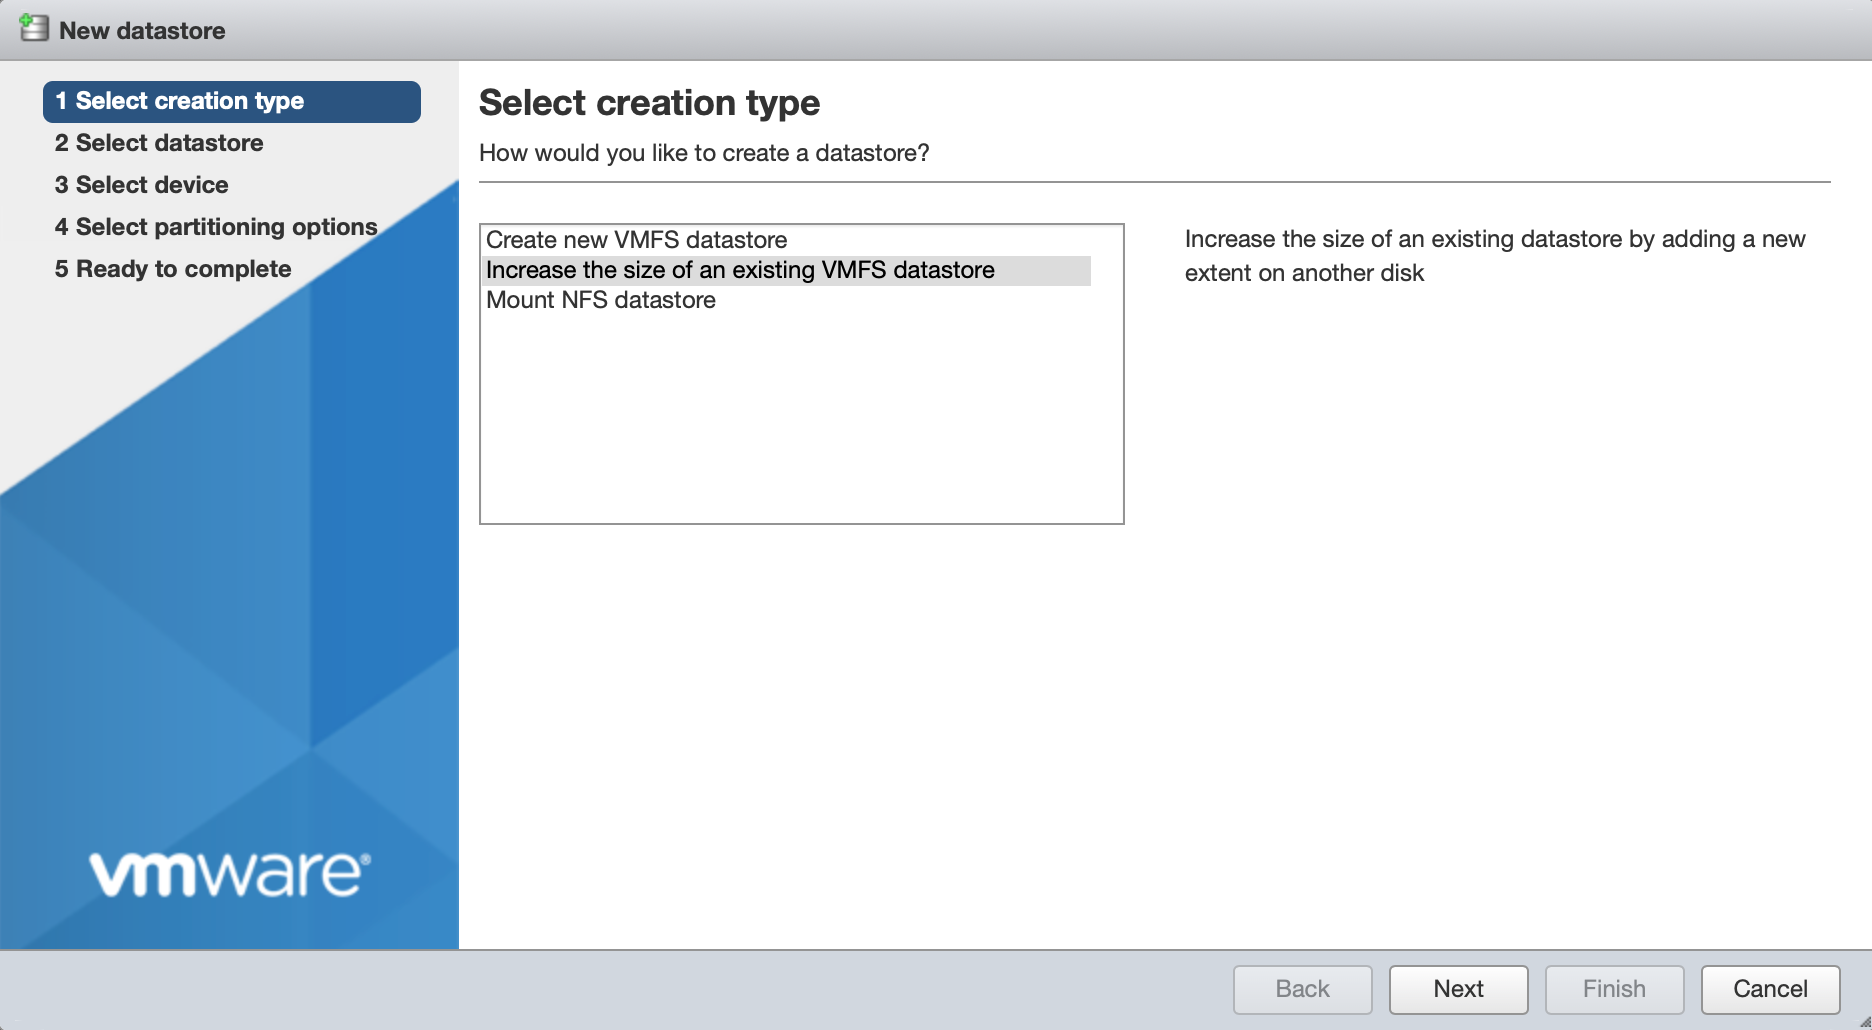 New datastore
1 Select creation type
2 Select datastore
3 Select device
4 Select partitioning options
5 Ready to complete
vmware®
Select creation type
How would you like to create a datastore?
Create new VMFS datastore
Increase the size of an existing VMFS datastore
Mount NFS datastore
Increase the size of an existing datastore by adding a new
extent on another disk
Back
Next
Finish
Cancel